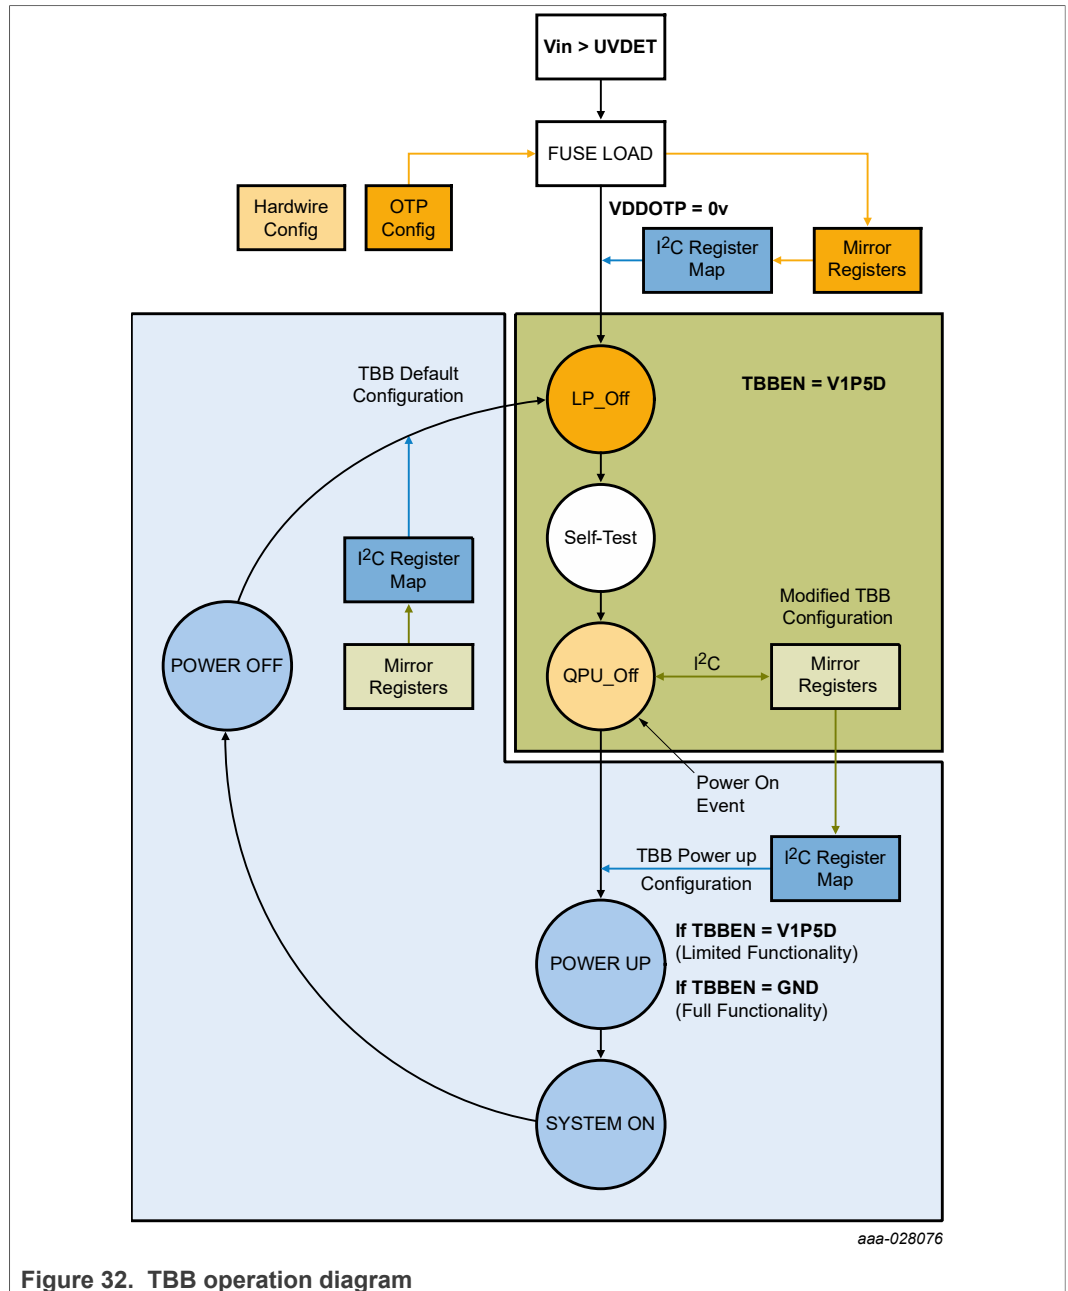 Vin > UVDET
FUSE LOAD
Hardwire
Config
OTP
Config
VDDOTP = 0v
I2C Register
Map
Mirror
Registers
TBB Default
Configuration
LP_Off
TBBEN = V1P5D
Self-Test
I2C Register
Map
Modified TBB
Configuration
POWER OFF
Mirror
Registers
QPU_Off
I2C
Mirror
Registers
Power On
Event
TBB Power up
Configuration
I2C Register
Map
POWER UP
If TBBEN = V1P5D
(Limited Functionality)
If TBBEN = GND
(Full Functionality)
SYSTEM ON
aaa-028076
Figure 32. TBB operation diagram